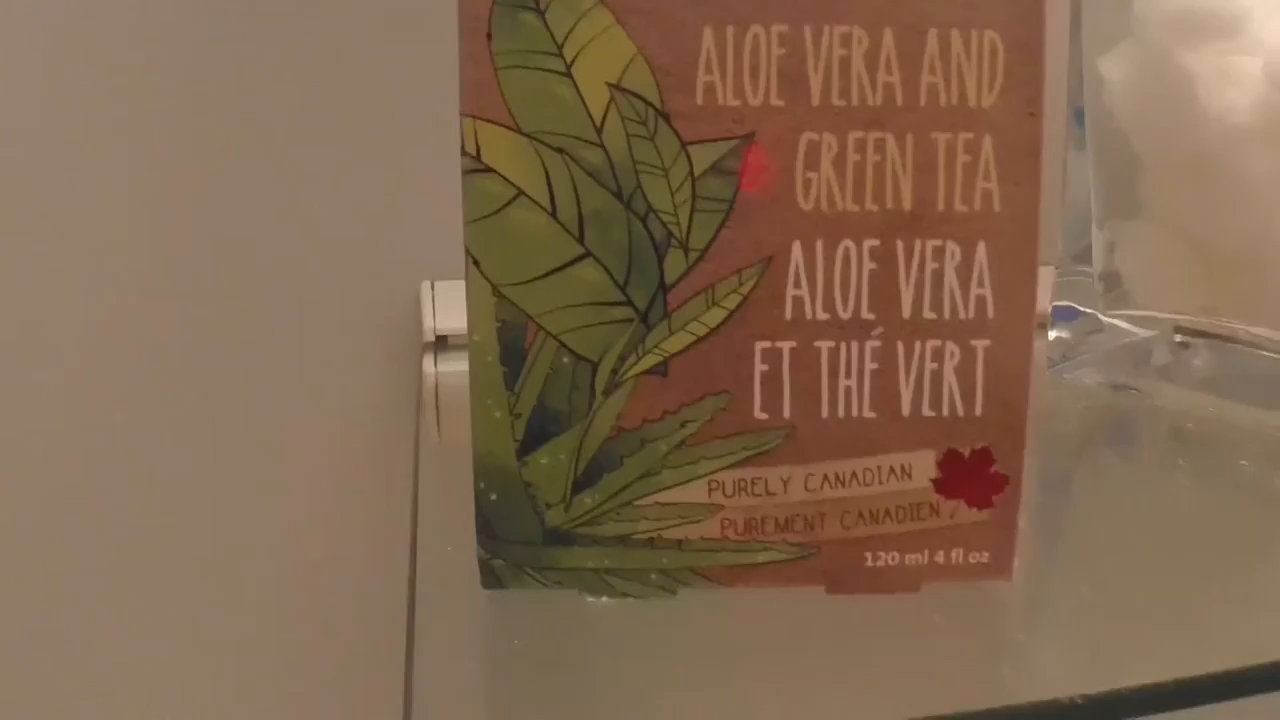 ALOE VERA AND
GREEN TEA
ALOE VERA
ET THÉ VERT
PURELY CANADIAN
PUREMENT CANADIEN
120 ml 4 fl oz